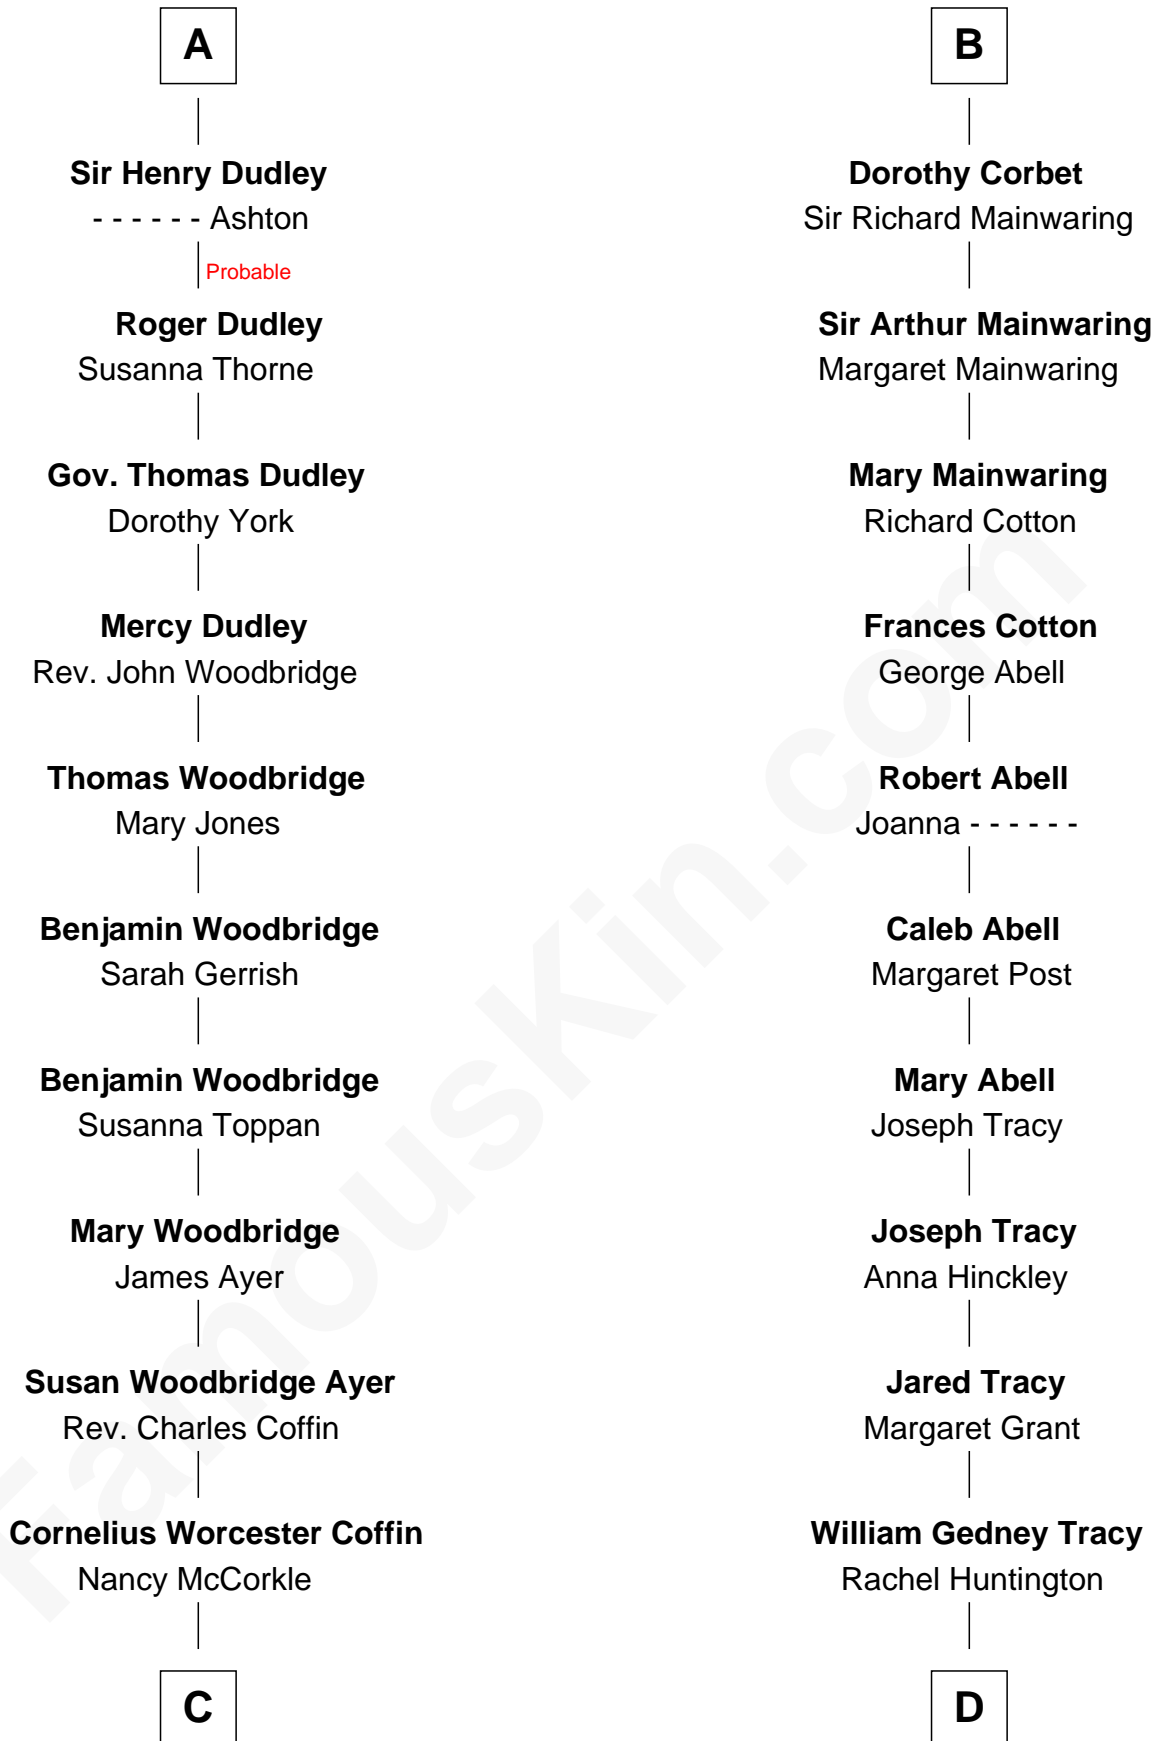 A
Sir Henry Dudley
- - - - - - Ashton
Probable
Roger Dudley
Susanna Thorne
Gov. Thomas Dudley
Dorothy York
Mercy Dudley
Rev. John Woodbridge
Thomas Woodbridge
Mary Jones
Benjamin Woodbridge
Sarah Gerrish
Benjamin Woodbridge
Susanna Toppan
Mary Woodbridge
James Ayer
Susan Woodbridge Ayer
Rev. Charles Coffin
Cornelius Worcester Coffin
Nancy McCorkle
C
B
Dorothy Corbet
Sir Richard Mainwaring
Sir Arthur Mainwaring
Margaret Mainwaring
Mary Mainwaring
Richard Cotton
Frances Cotton
George Abell
Robert Abell
Joanna - - - - - -
Caleb Abell
Margaret Post
Mary Abell
Joseph Tracy
Joseph Tracy
Anna Hinckley
Jared Tracy
Margaret Grant
William Gedney Tracy
Rachel Huntington
D
FamousKin.com